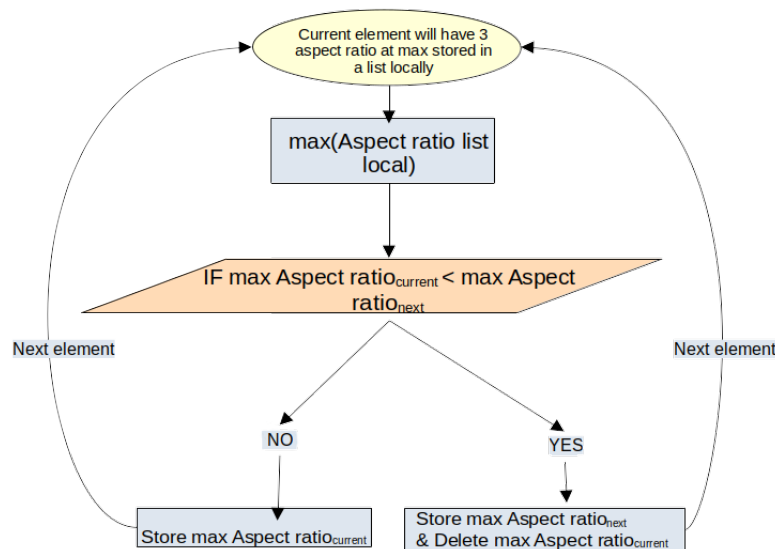 Current element will have 3
aspect ratio at max stored in
a list locally
max(Aspect ratio list
local)
IF max Aspect ratiocurrent < max Aspect
rationext
Next element
Next element
NO
YES
Store max Aspect ratiocurrent
Store max Aspect rationext
& Delete max Aspect ratiocurrent